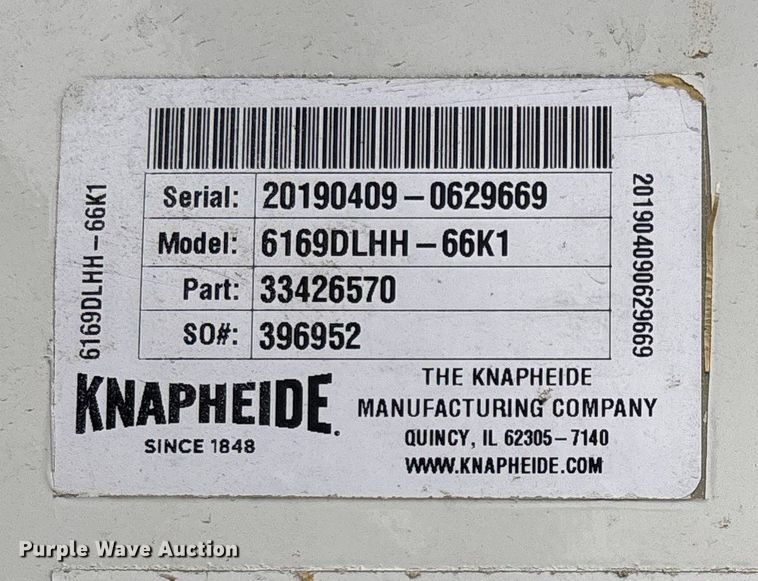 Serial: 20190409-0629669
Model: 6169DLHH-66K1
Part: 33426570
SO#: 396952
6169DLHH-66K1
201904090629669
KNAPHEIDE.
SINCE 1848
THE KNAPHEIDE
MANUFACTURING COMPANY
QUINCY, IL 62305-7140
WWW.KNAPHEIDE.COM
Purple Wave Auction